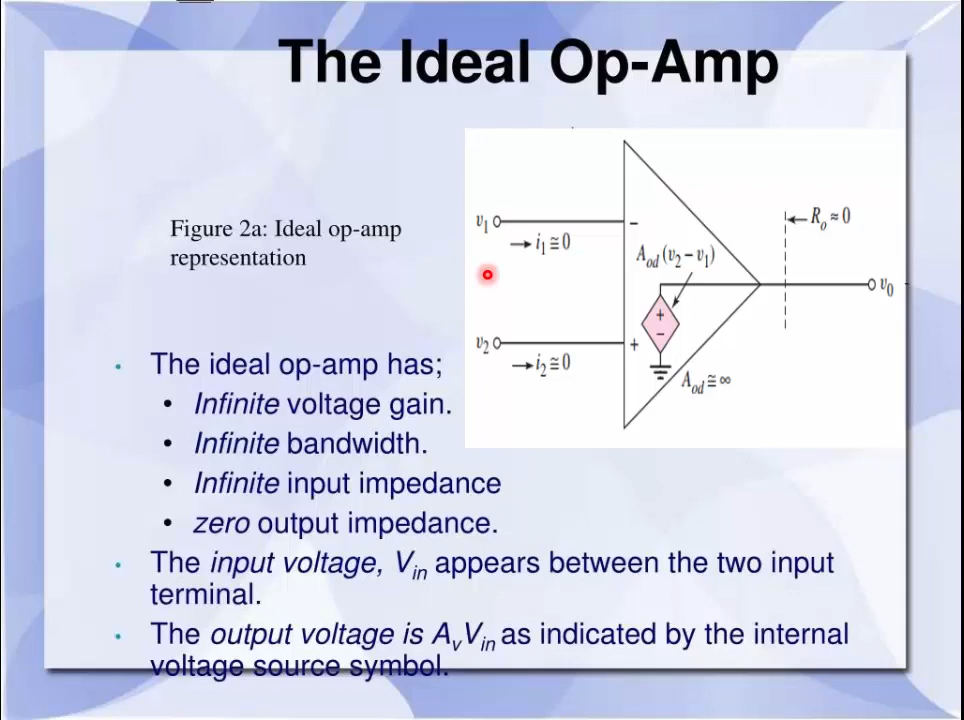 The Ideal Op-Amp
Figure 2a: Ideal op-amp
representation
v1
i1 ≅ 0
−
Aod (v2 − v1)
Ro ≈ 0
v0
+
−
v2
i2 ≅ 0
+
Aod ≅ ∞
• The ideal op-amp has;
• Infinite voltage gain.
• Infinite bandwidth.
• Infinite input impedance
• zero output impedance.
• The input voltage, Vin appears between the two input
terminal.
• The output voltage is AvVin as indicated by the internal
voltage source symbol.